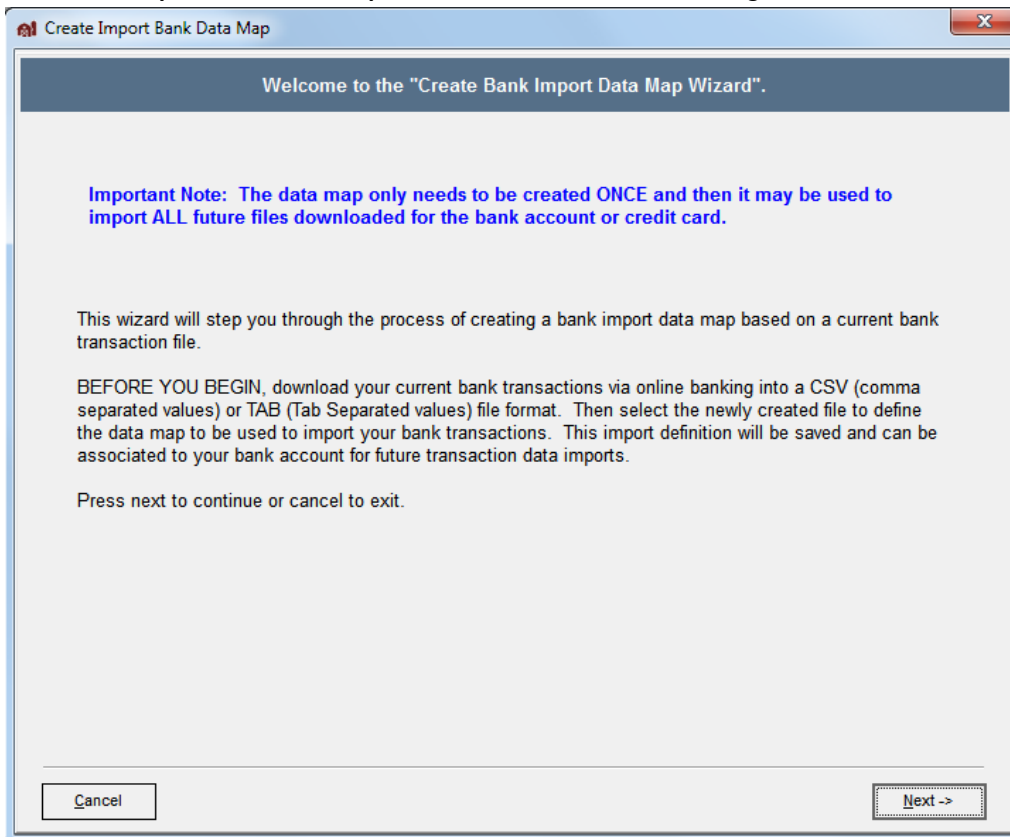 Create Import Bank Data Map
Welcome to the "Create Bank Import Data Map Wizard".
Important Note:  The data map only needs to be created ONCE and then it may be used to
import ALL future files downloaded for the bank account or credit card.
This wizard will step you through the process of creating a bank import data map based on a current bank
transaction file.
BEFORE YOU BEGIN, download your current bank transactions via online banking into a CSV (comma
separated values) or TAB (Tab Separated values) file format.  Then select the newly created file to define
the data map to be used to import your bank transactions.  This import definition will be saved and can be
associated to your bank account for future transaction data imports.
Press next to continue or cancel to exit.
Cancel
Next ->